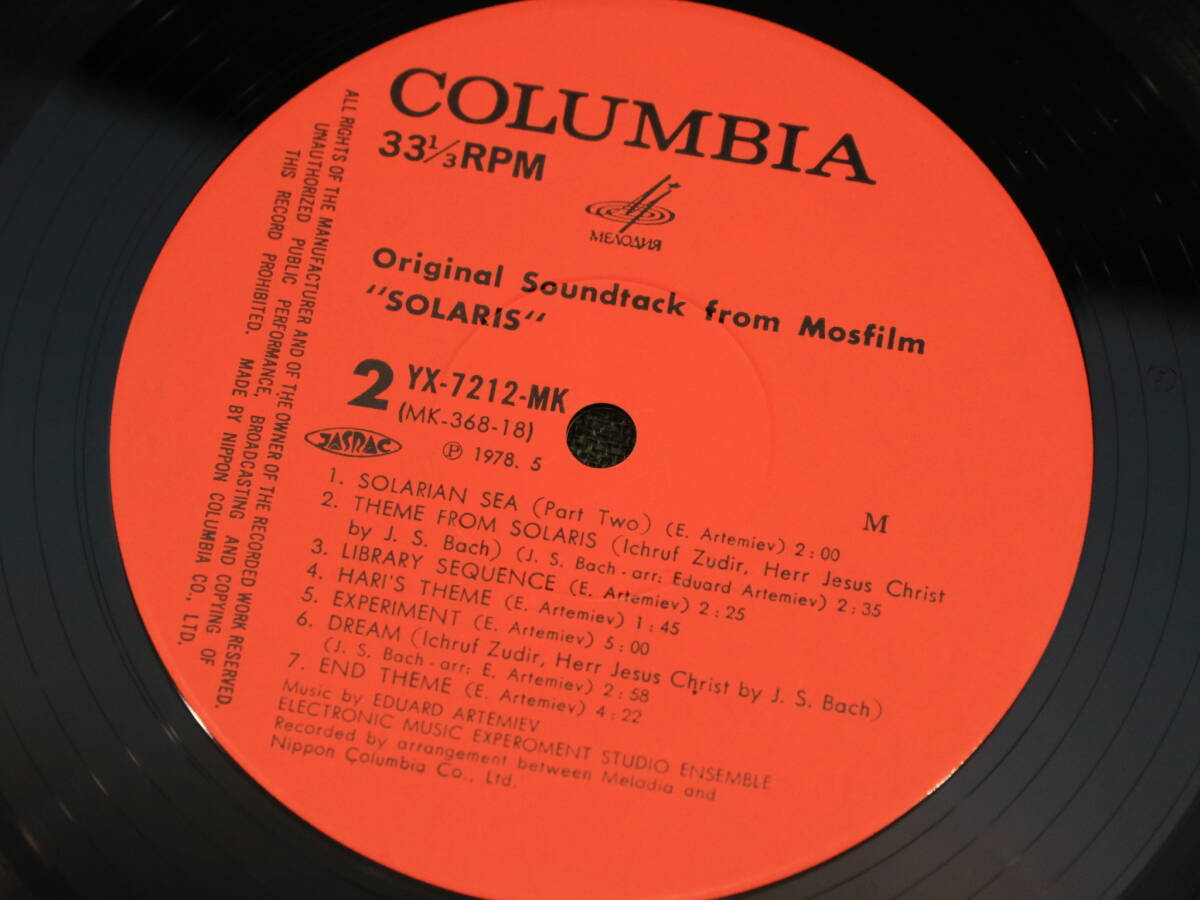 COLUMBIA
33⅓RPM
МЕЛОДИЯ
Original Soundtack from Mosfilm
"SOLARIS"
2 YX-7212-MK
(MK-368-18)
JASRAC
Ⓟ 1978. 5
M
1. SOLARIAN SEA (Part Two) (E. Artemiev) 2:00
2. THEME FROM SOLARIS (Ichruf Zudir, Herr Jesus Christ
by J. S. Bach) (J. S. Bach-arr: Eduard Artemiev) 2:35
3. LIBRARY SEQUENCE (E. Artemiev) 2:25
4. HARI'S THEME (E. Artemiev) 1:45
5. EXPERIMENT (E. Artemiev) 5:00
6. DREAM (Ichruf Zudir, Herr Jesus Christ by J. S. Bach)
(J. S. Bach-arr: E. Artemiev) 2:58
7. END THEME (E. Artemiev) 4:22
Music by EDUARD ARTEMIEV
ELECTRONIC MUSIC EXPEROMENT STUDIO ENSEMBLE
Recorded by arrangement between Melodia and
Nippon Columbia Co., Ltd.
ALL RIGHTS OF THE MANUFACTURER AND OF THE OWNER OF THE RECORDED WORK RESERVED.
UNAUTHORIZED PUBLIC PERFORMANCE, BROADCASTING AND COPYING OF
THIS RECORD PROHIBITED. MADE BY NIPPON COLUMBIA CO., LTD.